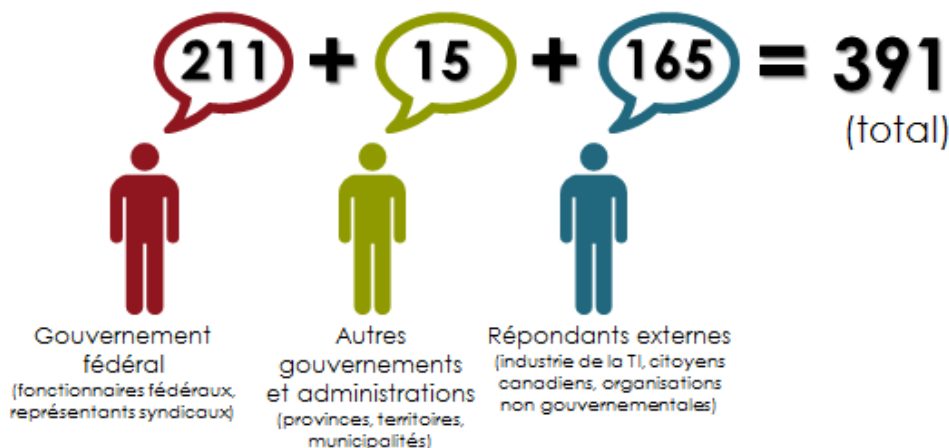 211 + 15 + 165 = 391
(total)
Gouvernement
fédéral
(fonctionnaires fédéraux,
représentants syndicaux)
Autres
gouvernements
et administrations
(provinces, territoires,
municipalités)
Répondants externes
(industrie de la TI, citoyens
canadiens, organisations
non gouvernementales)